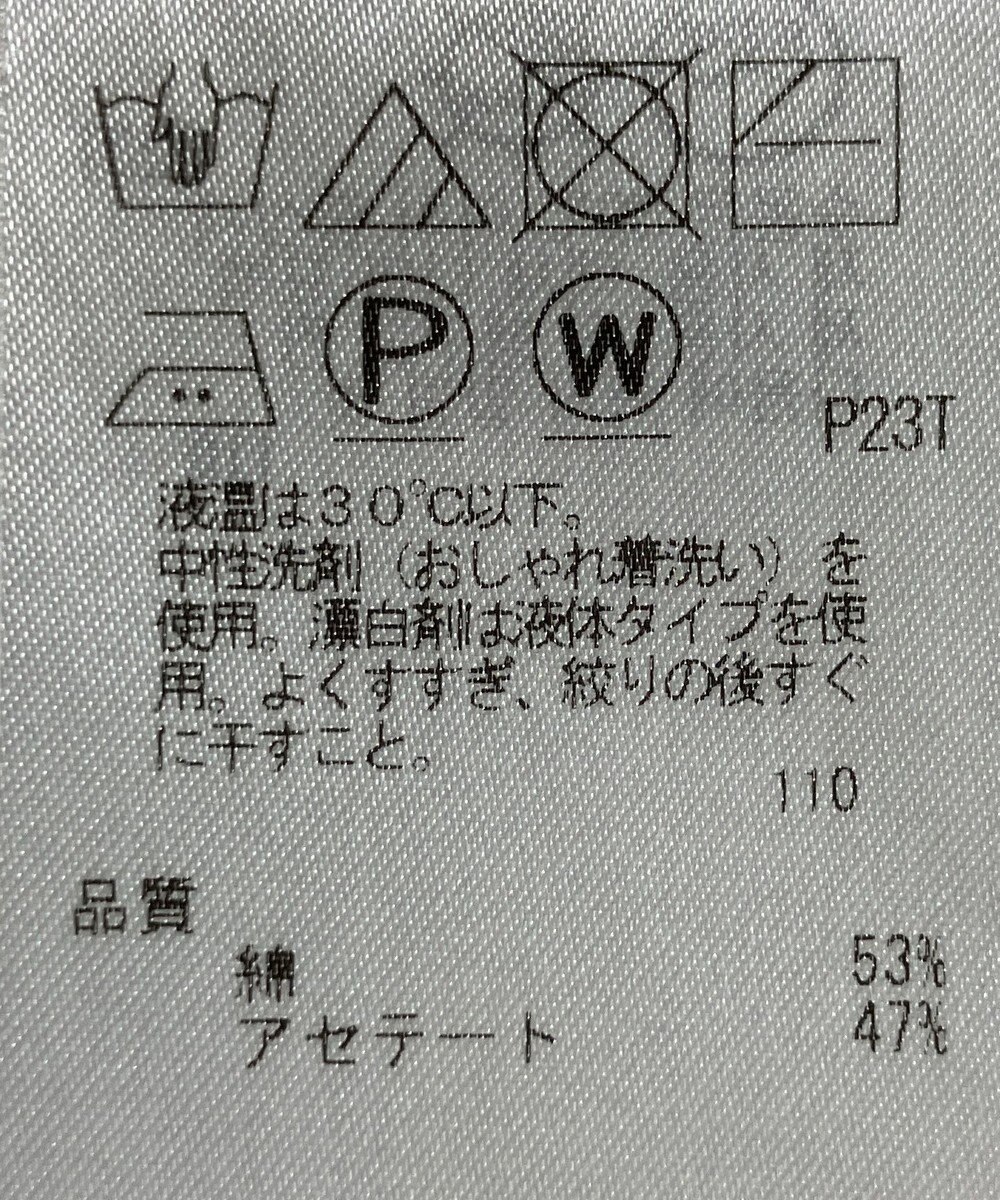 P
W
P23T
液温は30℃以下。
中性洗剤(おしゃれ着洗い)を
使用。漂白剤は液体タイプを使
用。よくすすぎ、絞りの後すぐ
に干すこと。
110
品質
綿 53%
アセテート 47%